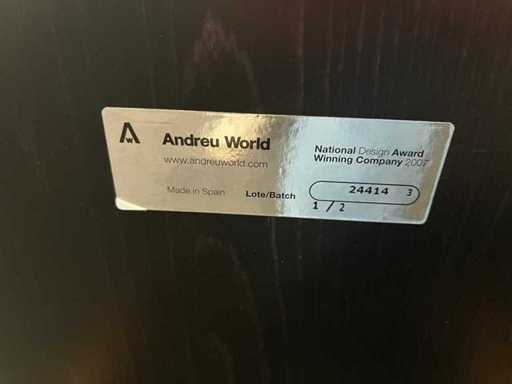 Andreu World
www.andreuworld.com
National Design Award
Winning Company 2007
Made in Spain
Lote/Batch
24414 3
1 / 2